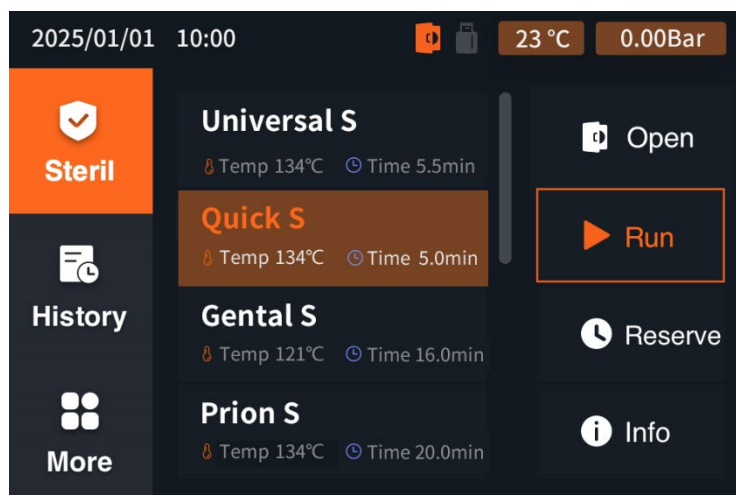 2025/01/01 10:00 23 ℃ 0.00Bar
Steril
History
More
Universal S
Temp 134℃ Time 5.5min
Quick S
Temp 134℃ Time 5.0min
Gental S
Temp 121℃ Time 16.0min
Prion S
Temp 134℃ Time 20.0min
Open
Run
Reserve
Info